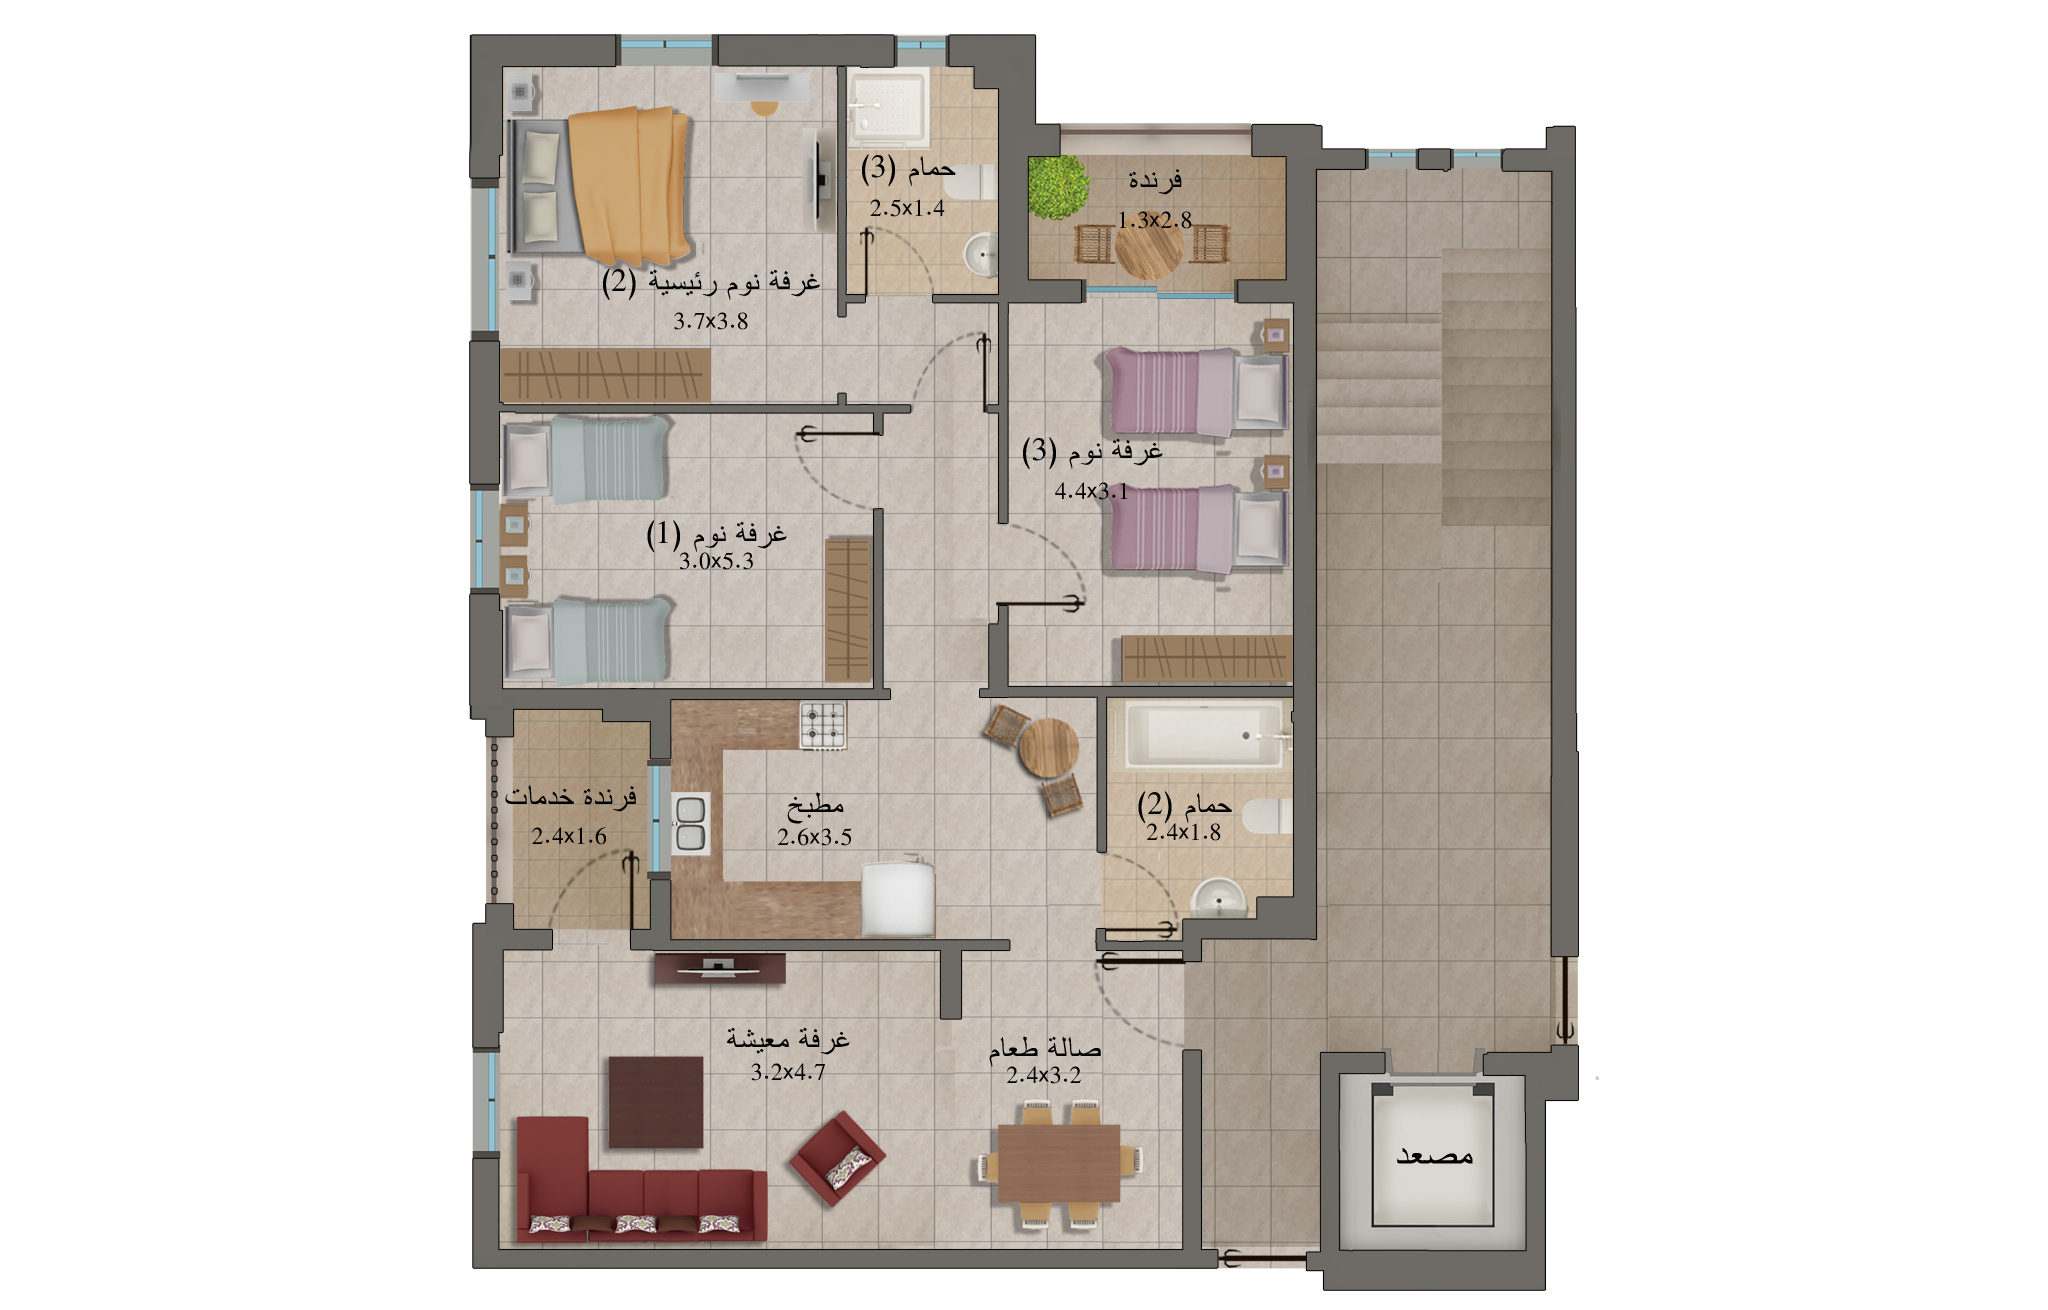 حمام (3)
2.5x1.4
فرندة
1.3x2.8
غرفة نوم رئيسية (2)
3.7x3.8
غرفة نوم (3)
4.4x3.1
غرفة نوم (1)
3.0x5.3
فرندة خدمات
2.4x1.6
مطبخ
2.6x3.5
حمام (2)
2.4x1.8
غرفة معيشة
3.2x4.7
صالة طعام
2.4x3.2
مصعد